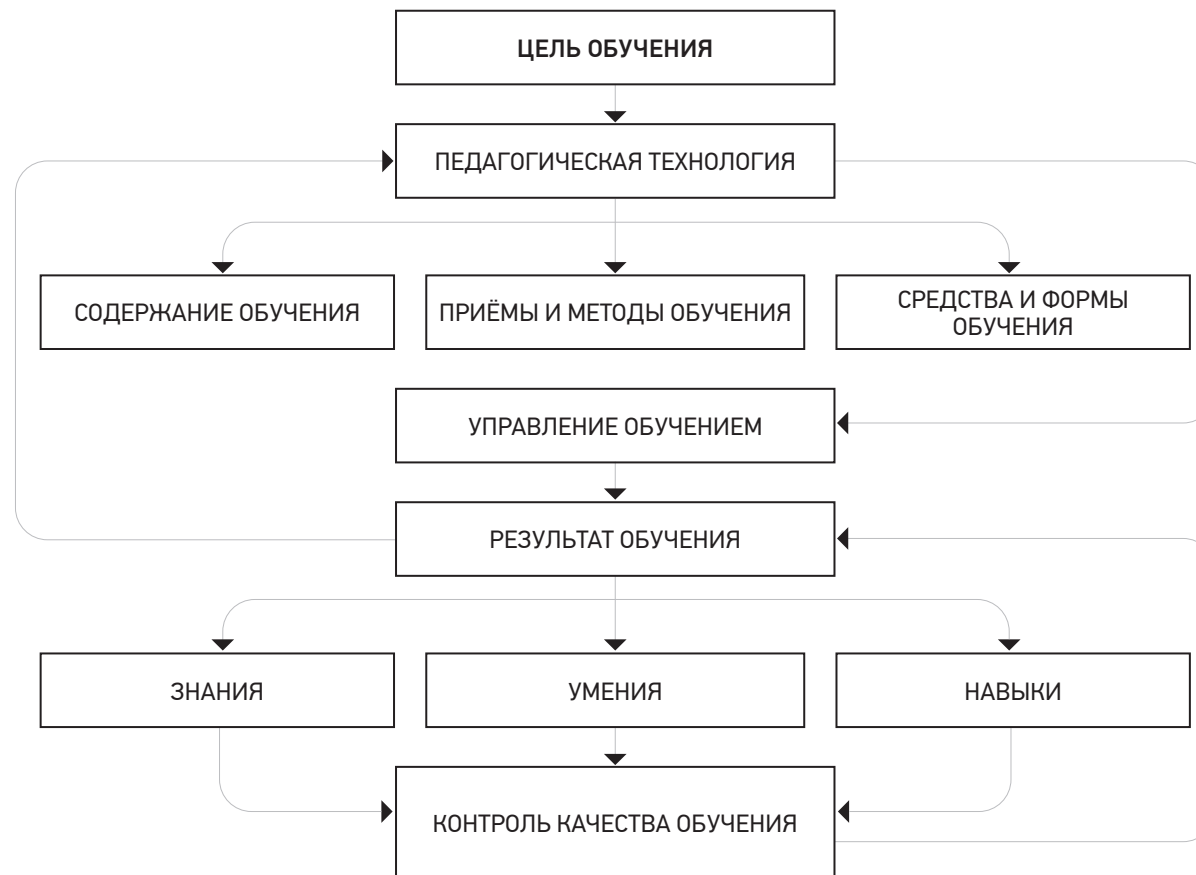 ЦЕЛЬ ОБУЧЕНИЯ
ПЕДАГОГИЧЕСКАЯ ТЕХНОЛОГИЯ
СОДЕРЖАНИЕ ОБУЧЕНИЯ
ПРИЁМЫ И МЕТОДЫ ОБУЧЕНИЯ
СРЕДСТВА И ФОРМЫ
ОБУЧЕНИЯ
УПРАВЛЕНИЕ ОБУЧЕНИЕМ
РЕЗУЛЬТАТ ОБУЧЕНИЯ
ЗНАНИЯ
УМЕНИЯ
НАВЫКИ
КОНТРОЛЬ КАЧЕСТВА ОБУЧЕНИЯ